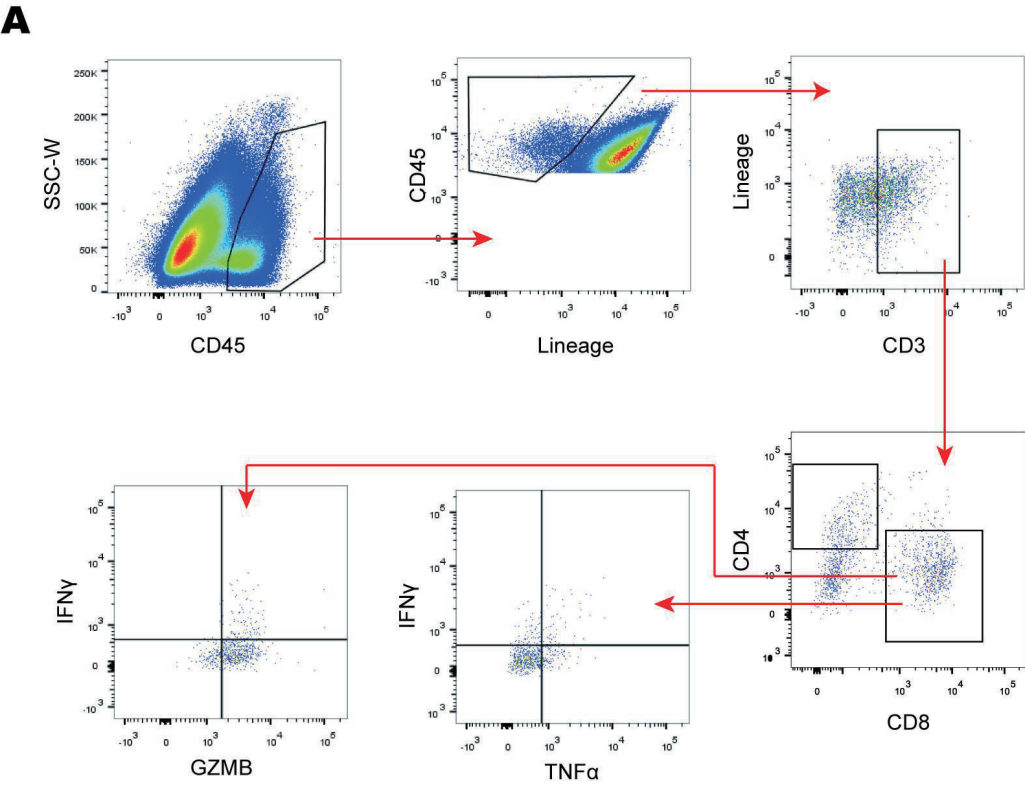 A
250K
200K
150K
100K
50K
0
SSC-W
-10³ 0 10³ 10⁴ 10⁵
CD45
10⁵
10⁴
10³
0
-10³
CD45
0 10³ 10⁴ 10⁵
Lineage
10⁵
10⁴
10³
0
Lineage
-10³ 0 10³ 10⁴ 10⁵
CD3
10⁵
10⁴
10³
0
-10³
IFNγ
-10³ 0 10³ 10⁴ 10⁵
GZMB
10⁵
10⁴
10³
0
10³
IFNγ
-10³ 0 10³ 10⁴ 10⁵
TNFα
10⁵
10⁴
10³
0
10³
CD4
0 10³ 10⁴ 10⁵
CD8